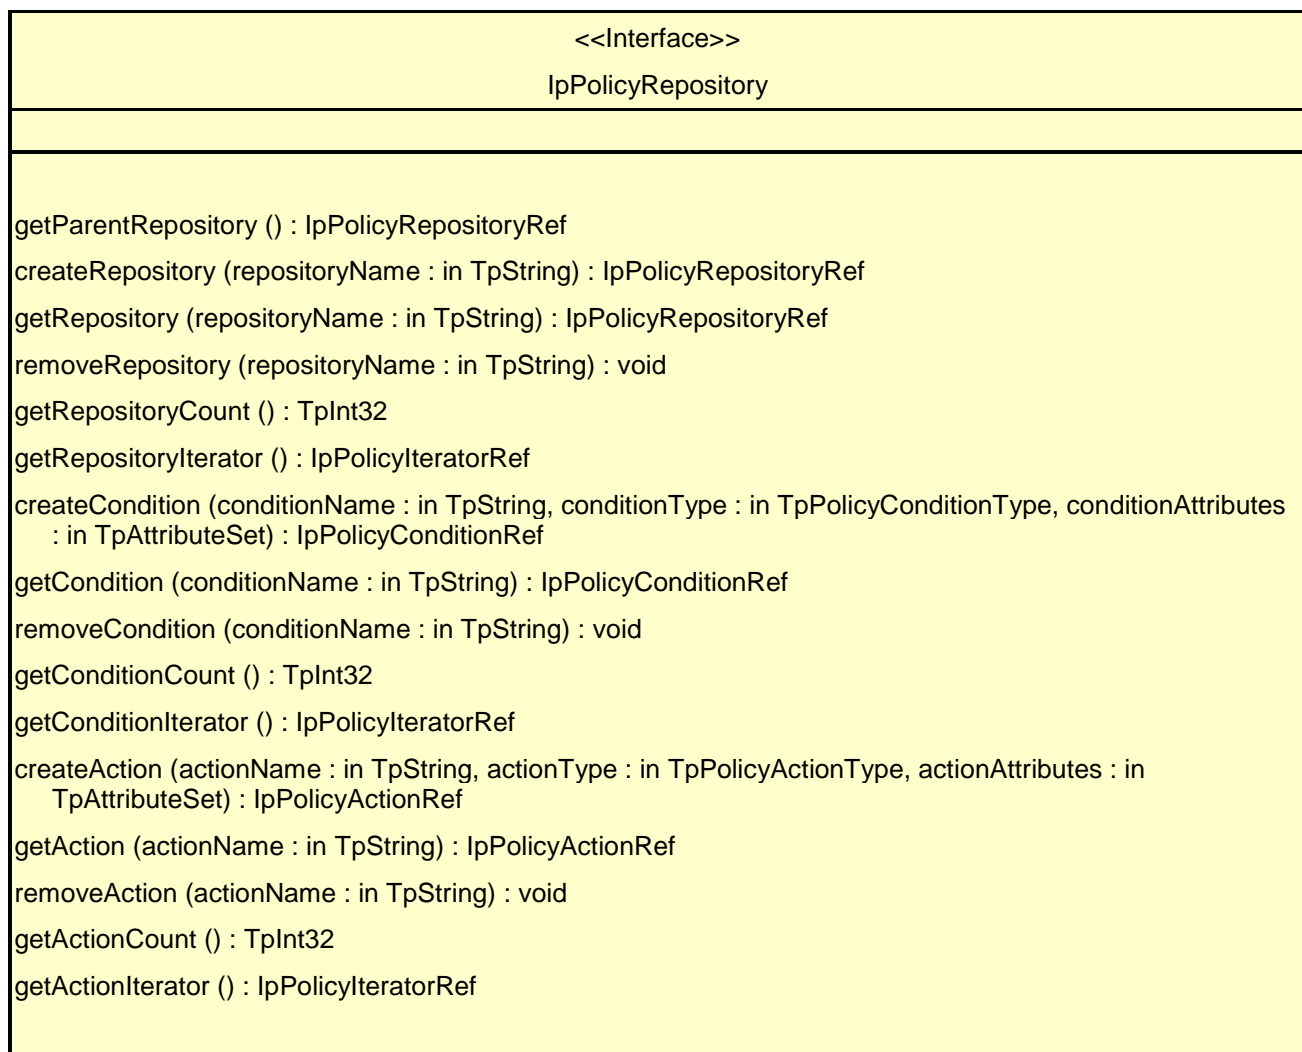 <<Interface>>
IpPolicyRepository
getParentRepository () : IpPolicyRepositoryRef
createRepository (repositoryName : in TpString) : IpPolicyRepositoryRef
getRepository (repositoryName : in TpString) : IpPolicyRepositoryRef
removeRepository (repositoryName : in TpString) : void
getRepositoryCount () : TpInt32
getRepositoryIterator () : IpPolicyIteratorRef
createCondition (conditionName : in TpString, conditionType : in TpPolicyConditionType, conditionAttributes
: in TpAttributeSet) : IpPolicyConditionRef
getCondition (conditionName : in TpString) : IpPolicyConditionRef
removeCondition (conditionName : in TpString) : void
getConditionCount () : TpInt32
getConditionIterator () : IpPolicyIteratorRef
createAction (actionName : in TpString, actionType : in TpPolicyActionType, actionAttributes : in
TpAttributeSet) : IpPolicyActionRef
getAction (actionName : in TpString) : IpPolicyActionRef
removeAction (actionName : in TpString) : void
getActionCount () : TpInt32
getActionIterator () : IpPolicyIteratorRef